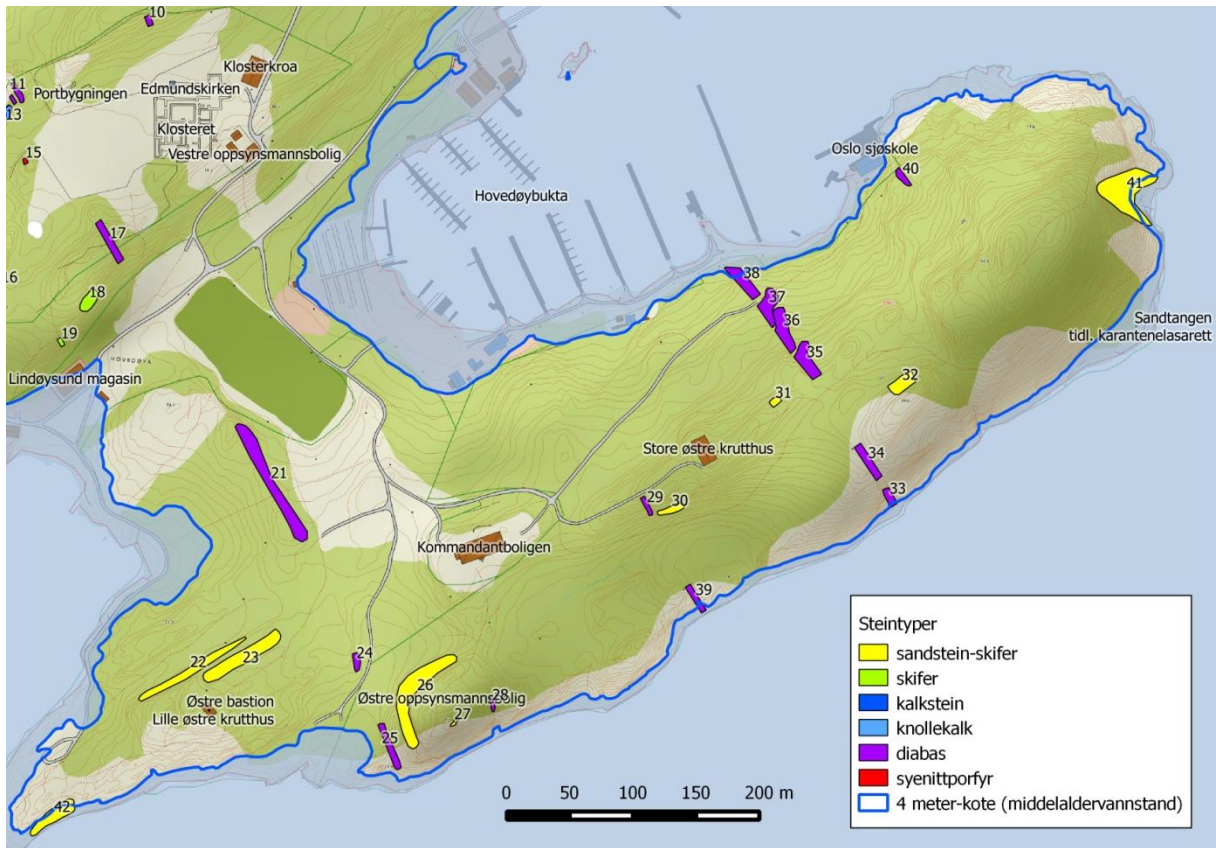 10
Klosterkroa
11
Edmundskirken
Portbygningen
13
Klosteret
Oslo sjøskole
15
Vestre oppsynsmannsbolig
40
41
Hovedøybukta
17
38
16
18
37
36
Sandtangen
tidl. karantenelasarett
19
HOVEDØYA
35
Lindøysund magasin
32
31
21
Store østre krutthus
34
33
29
30
Kommandantboligen
39
22
23
24
Østre bastion
Lille østre krutthus
26
Østre oppsynsmannsbolig
28
27
25
42
0 50 100 150 200 m
Steintyper
sandstein-skifer
skifer
kalkstein
knollekalk
diabas
syenittporfyr
4 meter-kote (middelaldervannstand)